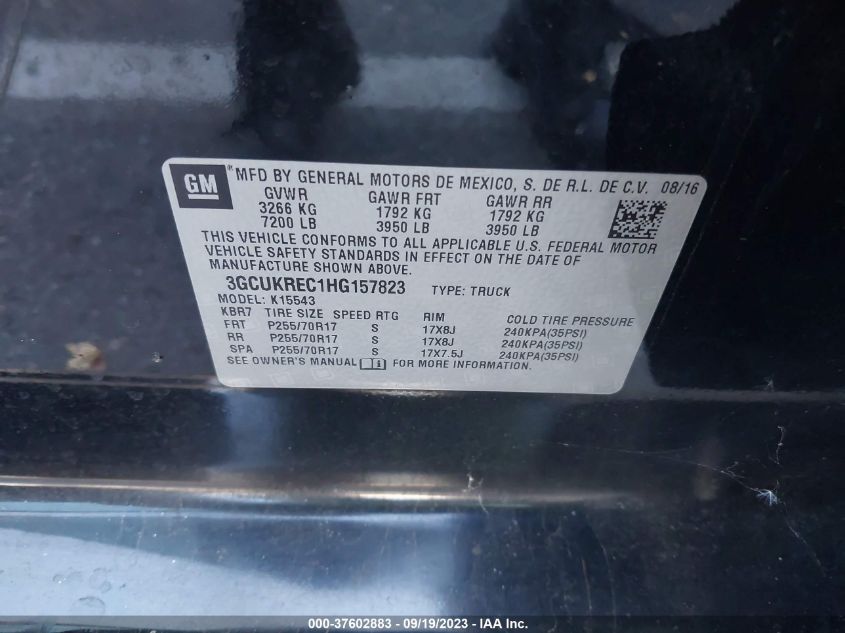 GM ® MFD BY GENERAL MOTORS DE MEXICO, S. DE R.L. DE C.V. 08/16
GVWR GAWR FRT GAWR RR
3266 KG 1792 KG 1792 KG
7200 LB 3950 LB 3950 LB
THIS VEHICLE CONFORMS TO ALL APPLICABLE U.S. FEDERAL MOTOR
VEHICLE SAFETY STANDARDS IN EFFECT ON THE DATE OF
MANUFACTURE SHOWN ABOVE.
3GCUKREC1HG157823 TYPE: TRUCK
MODEL: K15543
KBR7 TIRE SIZE SPEED RTG RIM COLD TIRE PRESSURE
FRT P255/70R17 S 17X8J 240KPA(35PSI)
RR P255/70R17 S 17X8J 240KPA(35PSI)
SPA P255/70R17 S 17X7.5J 240KPA(35PSI)
SEE OWNER'S MANUAL FOR MORE INFORMATION.
000-37602883 - 09/19/2023 - IAA Inc.